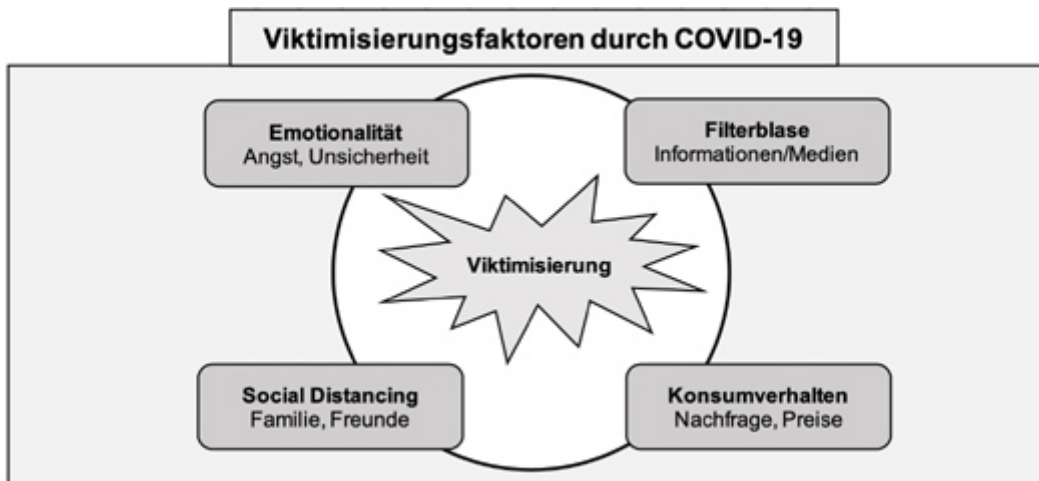 Viktimisierungsfaktoren durch COVID-19
Emotionalität
Angst, Unsicherheit
Filterblase
Informationen/Medien
Viktimisierung
Social Distancing
Familie, Freunde
Konsumverhalten
Nachfrage, Preise